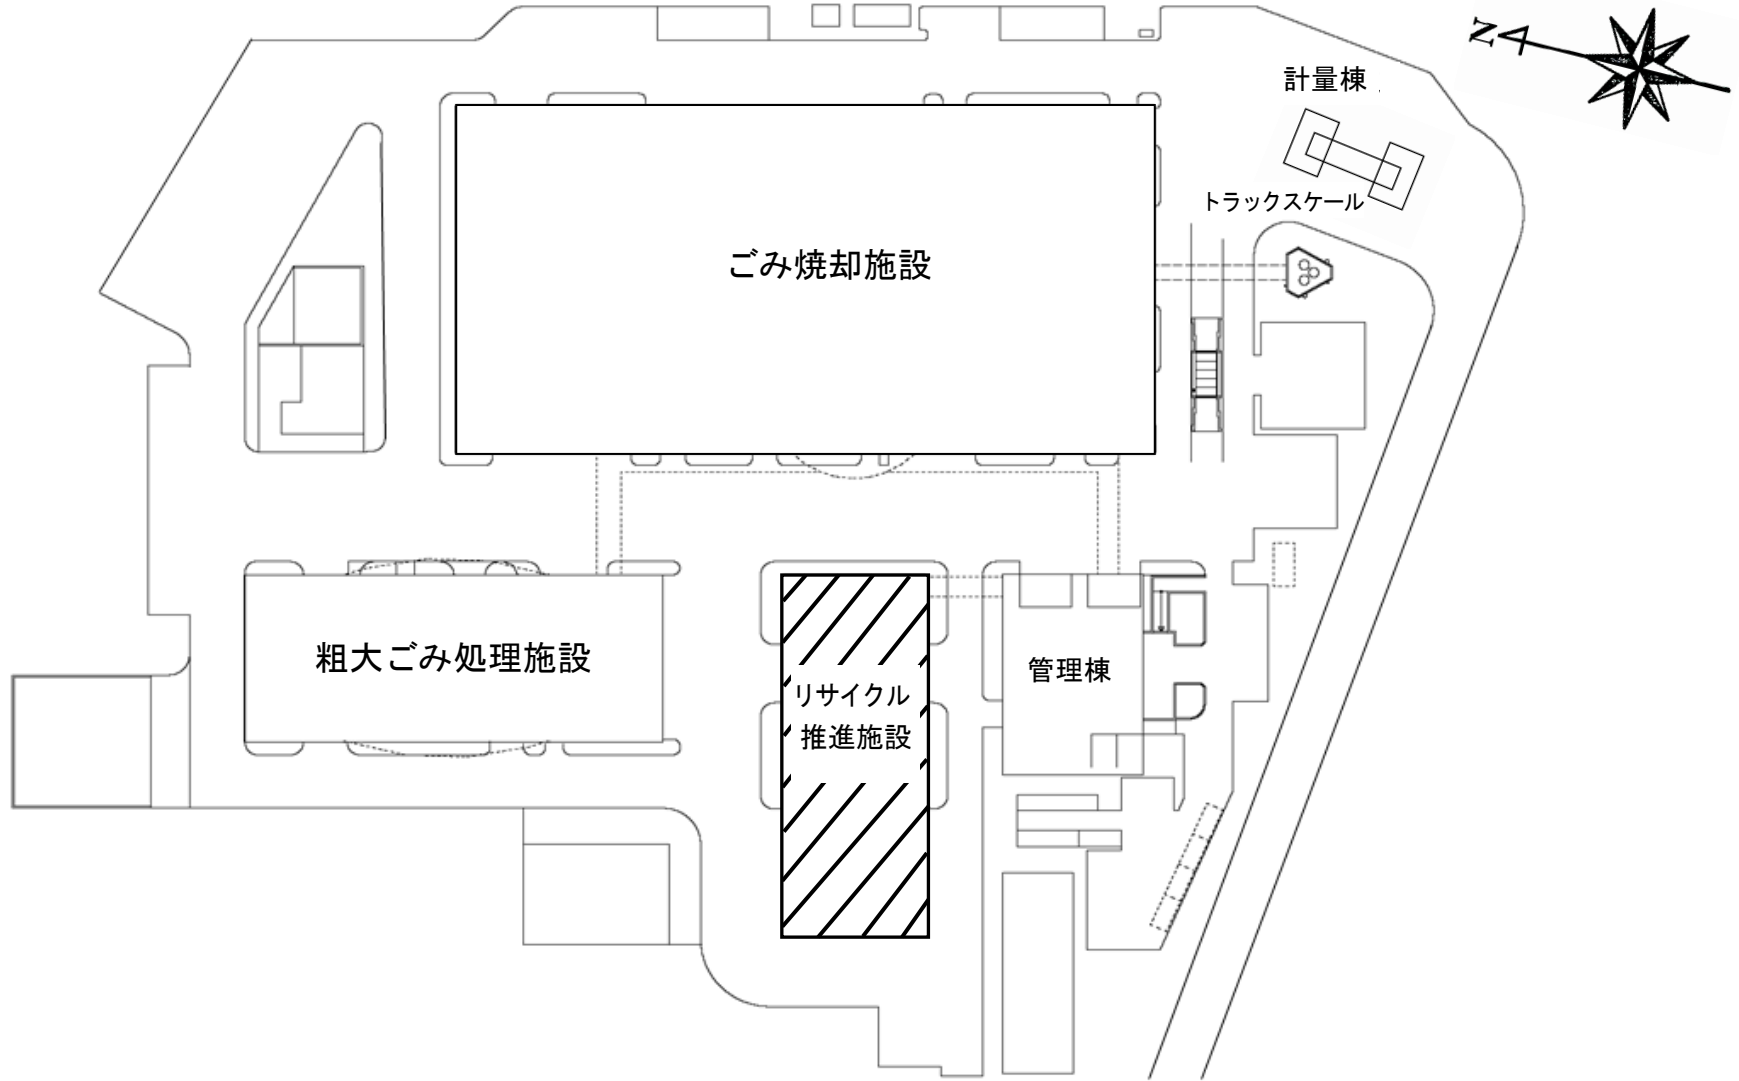 N
計量棟
トラックスケール
ごみ焼却施設
粗大ごみ処理施設
リサイクル
推進施設
管理棟